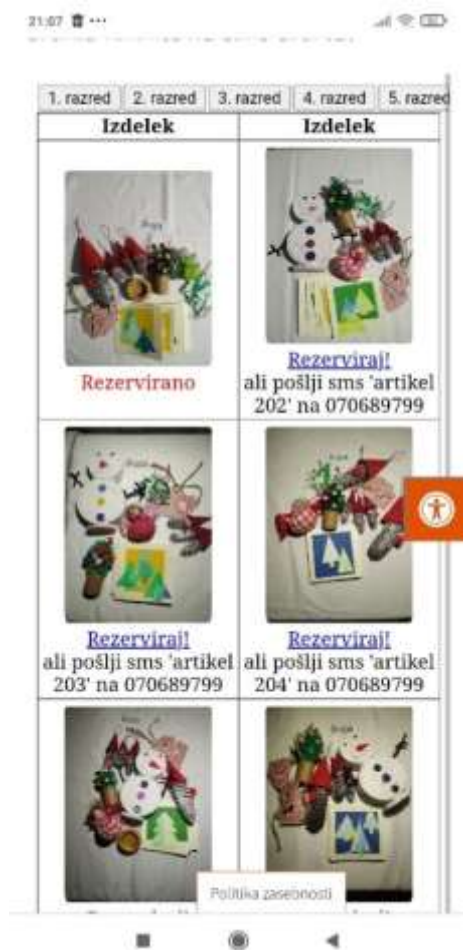 21:07
1. razred 2. razred 3. razred 4. razred 5. razred
Izdelek Izdelek
Rezervirano
Rezerviraj!
ali pošlji sms 'artikel
202' na 070689799
Rezerviraj!
ali pošlji sms 'artikel
203' na 070689799
Rezerviraj!
ali pošlji sms 'artikel
204' na 070689799
Politika zasebnosti